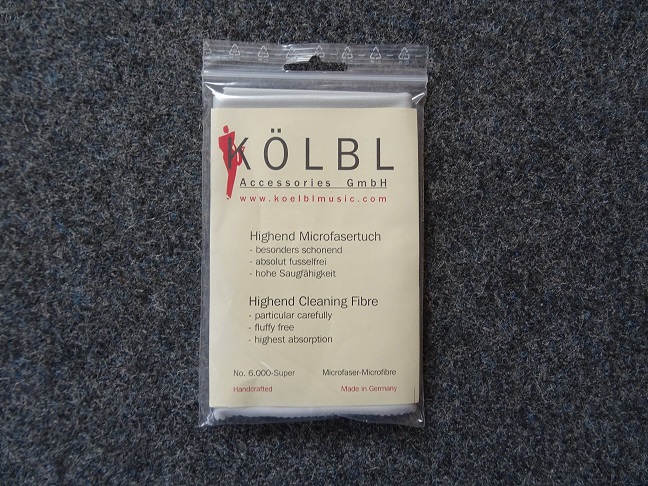 KÖLBL
Accessories GmbH
www.koelblmusic.com
Highend Microfasertuch
- besonders schonend
- absolut fusselfrei
- hohe Saugfähigkeit
Highend Cleaning Fibre
- particular carefully
- fluffy free
- highest absorption
No. 6.000-Super Microfaser-Microfibre
Handcrafted Made in Germany